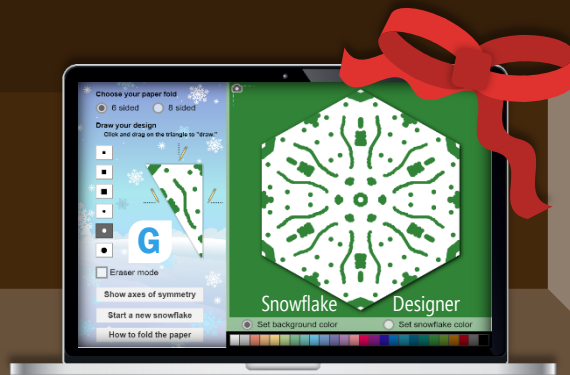 Choose your paper fold
6 sided
8 sided
Draw your design
Click and drag on the triangle to "draw."
G
Eraser mode
Show axes of symmetry
Start a new snowflake
How to fold the paper
Snowflake Designer
Set background color
Set snowflake color